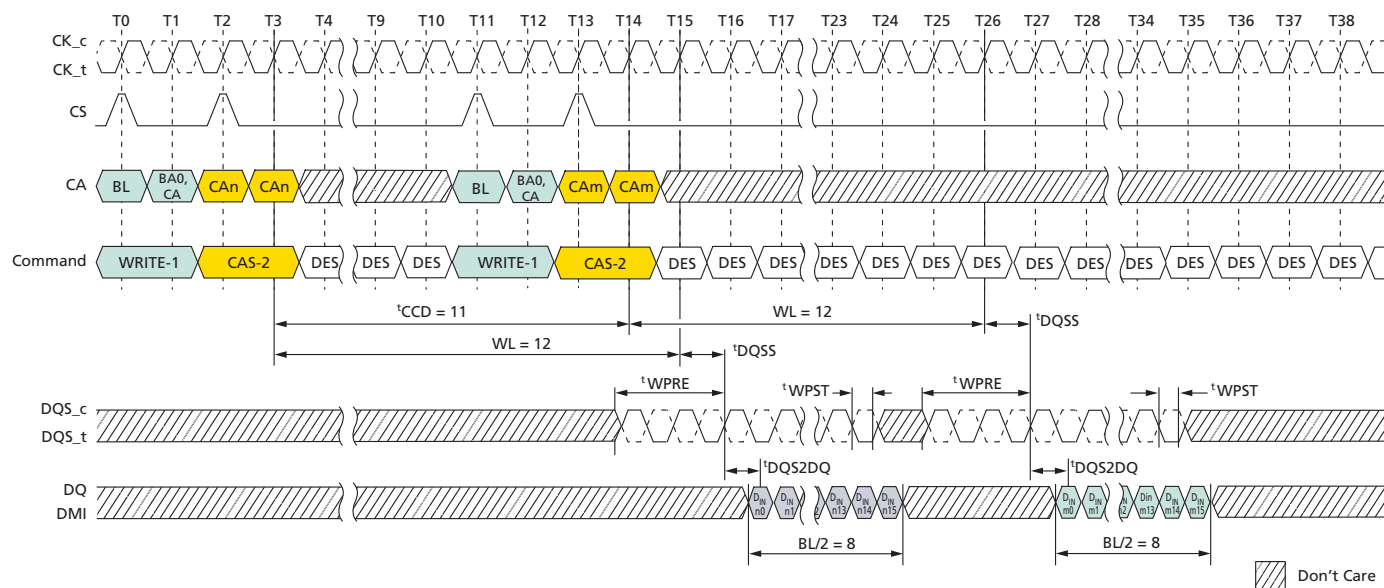 T0 T1 T2 T3 T4 T9 T10 T11 T12 T13 T14 T15 T16 T17 T23 T24 T25 T26 T27 T28 T34 T35 T36 T37 T38
CK_c
CK_t
CS
CA BL BA0, CA CAn CAn BL BA0, CA CAm CAm
Command WRITE-1 CAS-2 DES DES DES WRITE-1 CAS-2 DES DES DES DES DES DES DES DES DES DES DES DES DES DES
tCCD = 11 WL = 12 tDQSS
WL = 12 tDQSS
tWPRE tWPST tWPRE tWPST
DQS_c
DQS_t
tDQS2DQ tDQS2DQ
DQ
DMI
DIN n0 DIN n1 DIN n13 DIN n14 DIN n15 DIN m0 DIN m1 Din m13 DIN m14 DIN m15
BL/2 = 8 BL/2 = 8
Don't Care